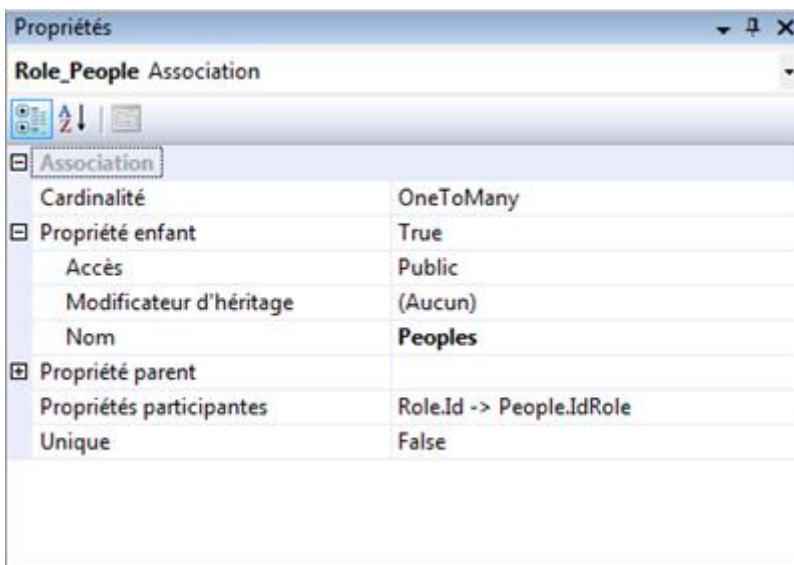 Propriétés
Role_People Association
Association
Cardinalité OneToMany
Propriété enfant True
Accès Public
Modificateur d'héritage (Aucun)
Nom Peoples
Propriété parent
Propriétés participantes Role.Id -> People.IdRole
Unique False